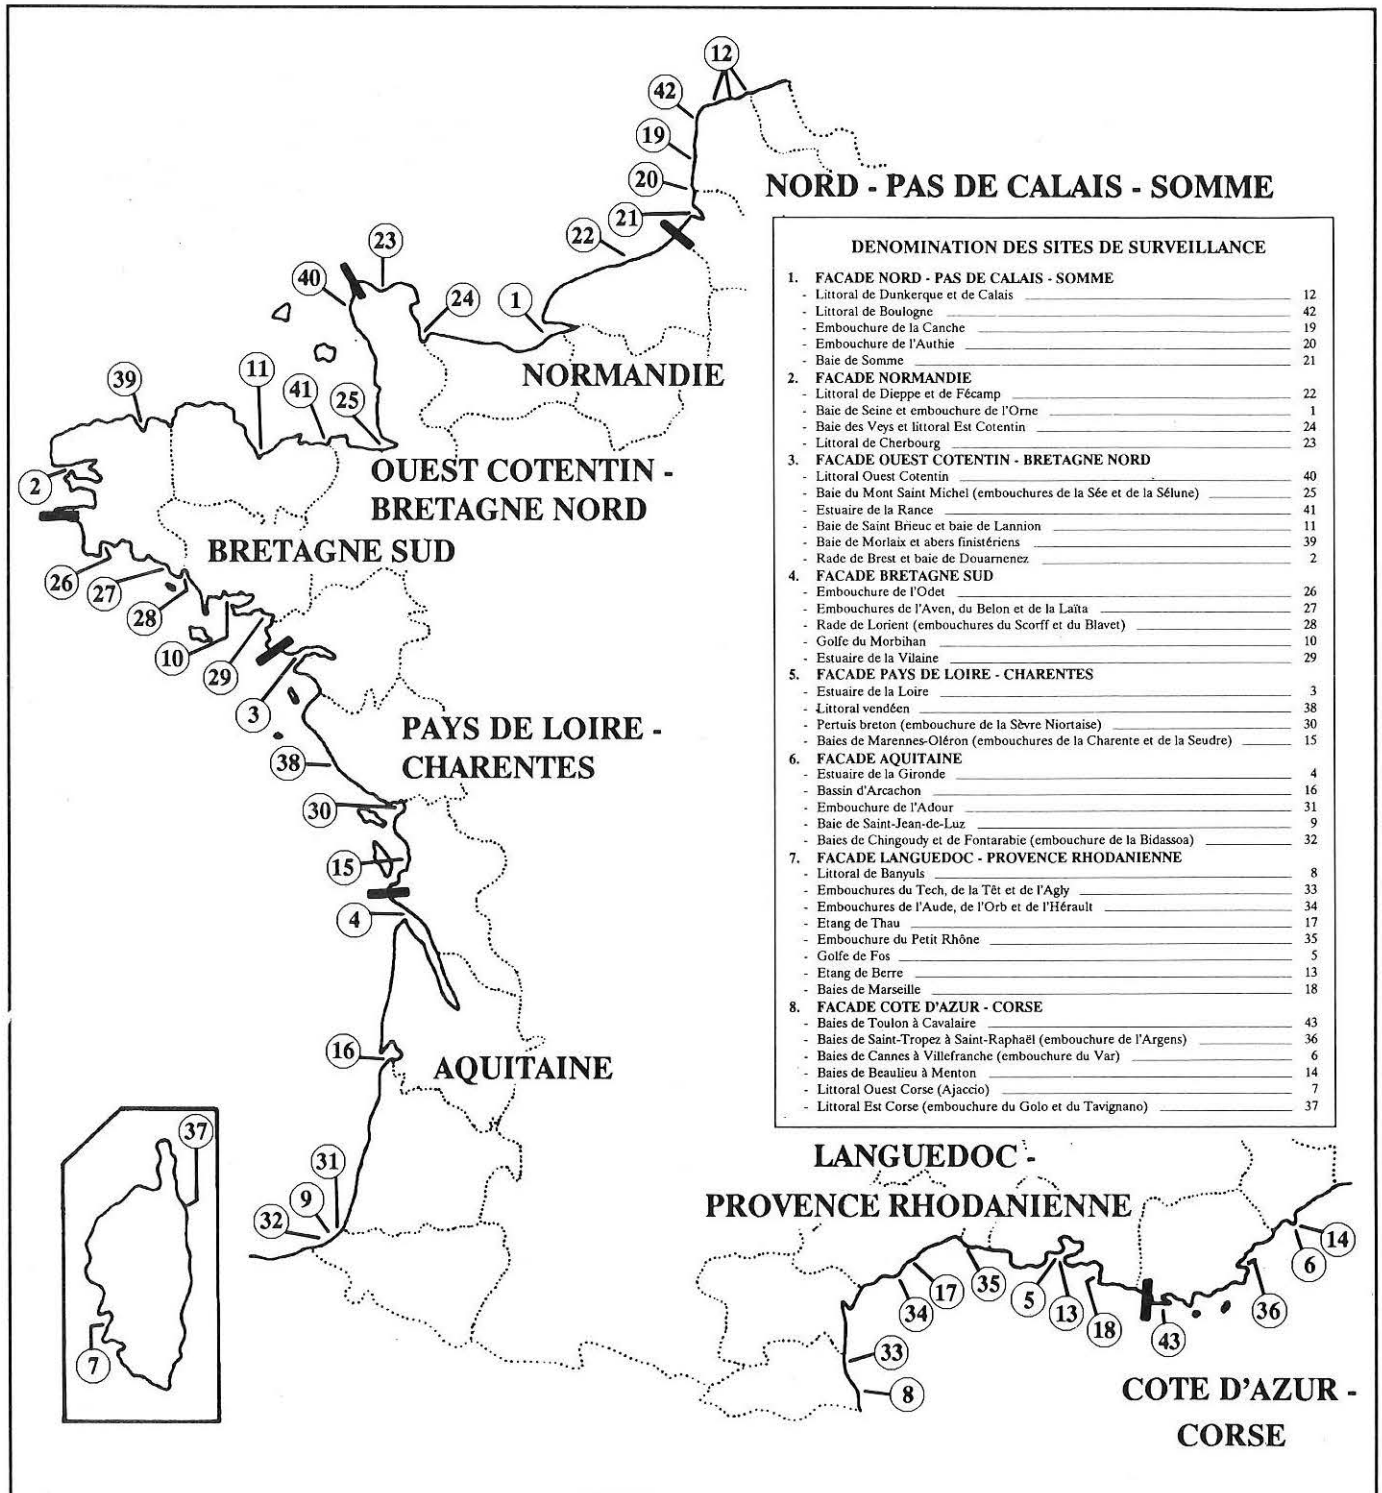 12
42
19
20
NORD - PAS DE CALAIS - SOMME
21
22
23
40
24
1
NORMANDIE
39
11
41
25
2
OUEST COTENTIN -
BRETAGNE NORD
BRETAGNE SUD
26
27
28
10
29
3
PAYS DE LOIRE -
CHARENTES
38
30
15
4
16
AQUITAINE
31
9
32
37
7
DENOMINATION DES SITES DE SURVEILLANCE
1. FACADE NORD - PAS DE CALAIS - SOMME
- Littoral de Dunkerque et de Calais 12
- Littoral de Boulogne 42
- Embouchure de la Canche 19
- Embouchure de l'Authie 20
- Baie de Somme 21
2. FACADE NORMANDIE
- Littoral de Dieppe et de Fécamp 22
- Baie de Seine et embouchure de l'Orne 1
- Baie des Veys et littoral Est Cotentin 24
- Littoral de Cherbourg 23
3. FACADE OUEST COTENTIN - BRETAGNE NORD
- Littoral Ouest Cotentin 40
- Baie du Mont Saint Michel (embouchures de la Sée et de la Sélune) 25
- Estuaire de la Rance 41
- Baie de Saint Brieuc et baie de Lannion 11
- Baie de Morlaix et abers finistériens 39
- Rade de Brest et baie de Douarnenez 2
4. FACADE BRETAGNE SUD
- Embouchure de l'Odet 26
- Embouchures de l'Aven, du Belon et de la Laïta 27
- Rade de Lorient (embouchures du Scorff et du Blavet) 28
- Golfe du Morbihan 10
- Estuaire de la Vilaine 29
5. FACADE PAYS DE LOIRE - CHARENTES
- Estuaire de la Loire 3
- Littoral vendéen 38
- Pertuis breton (embouchure de la Sèvre Niortaise) 30
- Baies de Marennes-Oléron (embouchures de la Charente et de la Seudre) 15
6. FACADE AQUITAINE
- Estuaire de la Gironde 4
- Bassin d'Arcachon 16
- Embouchure de l'Adour 31
- Baie de Saint-Jean-de-Luz 9
- Baies de Chingoudy et de Fontarabie (embouchure de la Bidassoa) 32
7. FACADE LANGUEDOC - PROVENCE RHODANIENNE
- Littoral de Banyuls 8
- Embouchures du Tech, de la Têt et de l'Agly 33
- Embouchures de l'Aude, de l'Orb et de l'Hérault 34
- Etang de Thau 17
- Embouchure du Petit Rhône 35
- Golfe de Fos 5
- Etang de Berre 13
- Baies de Marseille 18
8. FACADE COTE D'AZUR - CORSE
- Baies de Toulon à Cavalaire 43
- Baies de Saint-Tropez à Saint-Raphaël (embouchure de l'Argens) 36
- Baies de Cannes à Villefranche (embouchure du Var) 6
- Baies de Beaulieu à Menton 14
- Littoral Ouest Corse (Ajaccio) 7
- Littoral Est Corse (embouchure du Golo et du Tavignano) 37
LANGUEDOC -
PROVENCE RHODANIENNE
14
6
35
17
34
5
13
18
43
36
33
8
COTE D'AZUR -
CORSE